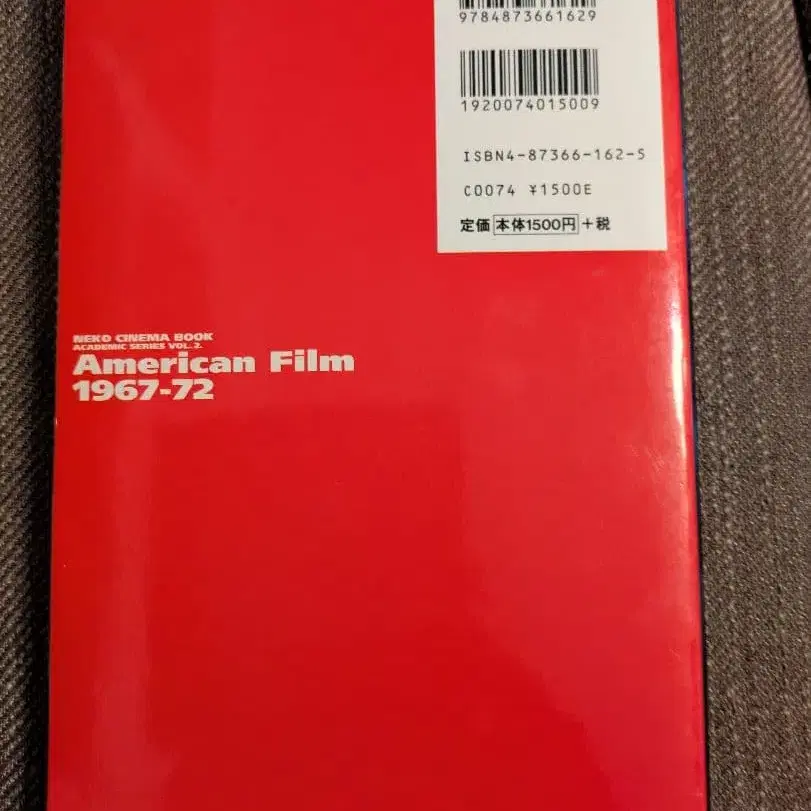 9784873661629
1920074015009
ISBN4-87366-162-5
C0074 ¥1500E
定価 本体1500円+税
NEKO CINEMA BOOK
ACADEMIC SERIES VOL.2.
American Film
1967-72